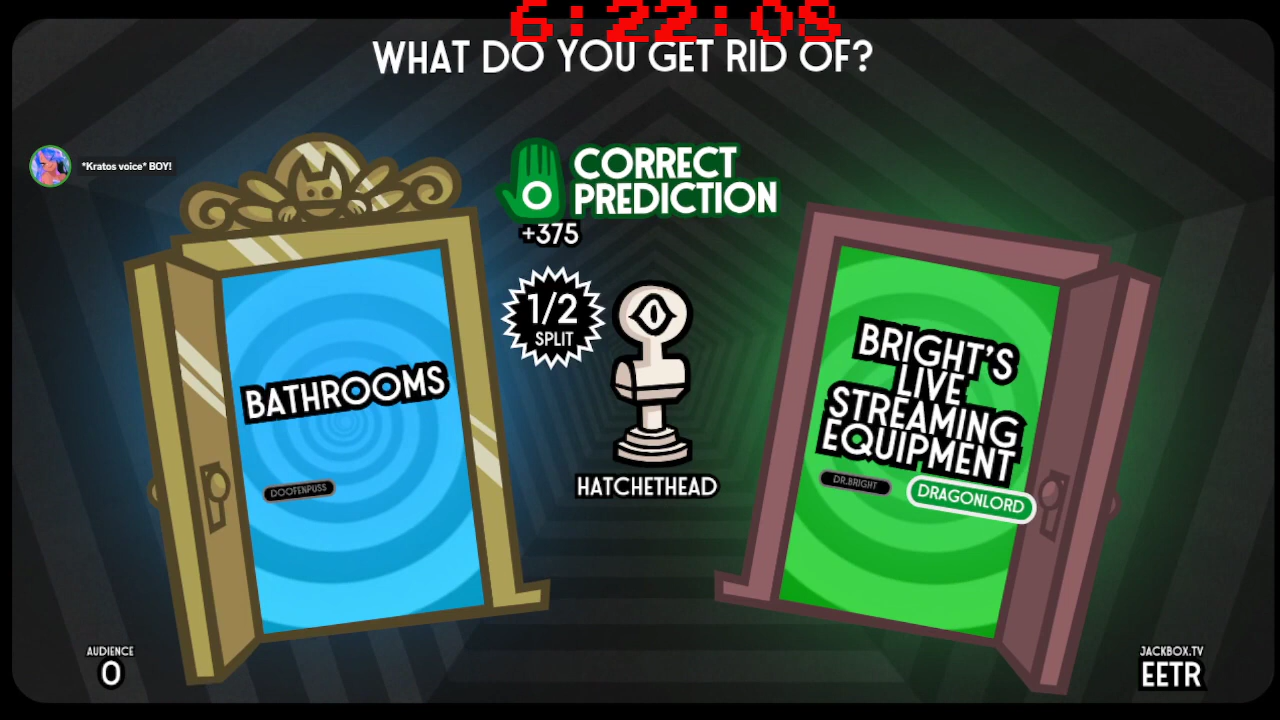 6:22:08
WHAT DO YOU GET RID OF?
*Kratos voice* BOY!
CORRECT
PREDICTION
+375
1/2
SPLIT
HATCHETHEAD
BATHROOMS
DOOFENPUSS
BRIGHT'S
LIVE
STREAMING
EQUIPMENT
DR.BRIGHT
DRAGONLORD
AUDIENCE
0
JACKBOX.TV
EETR